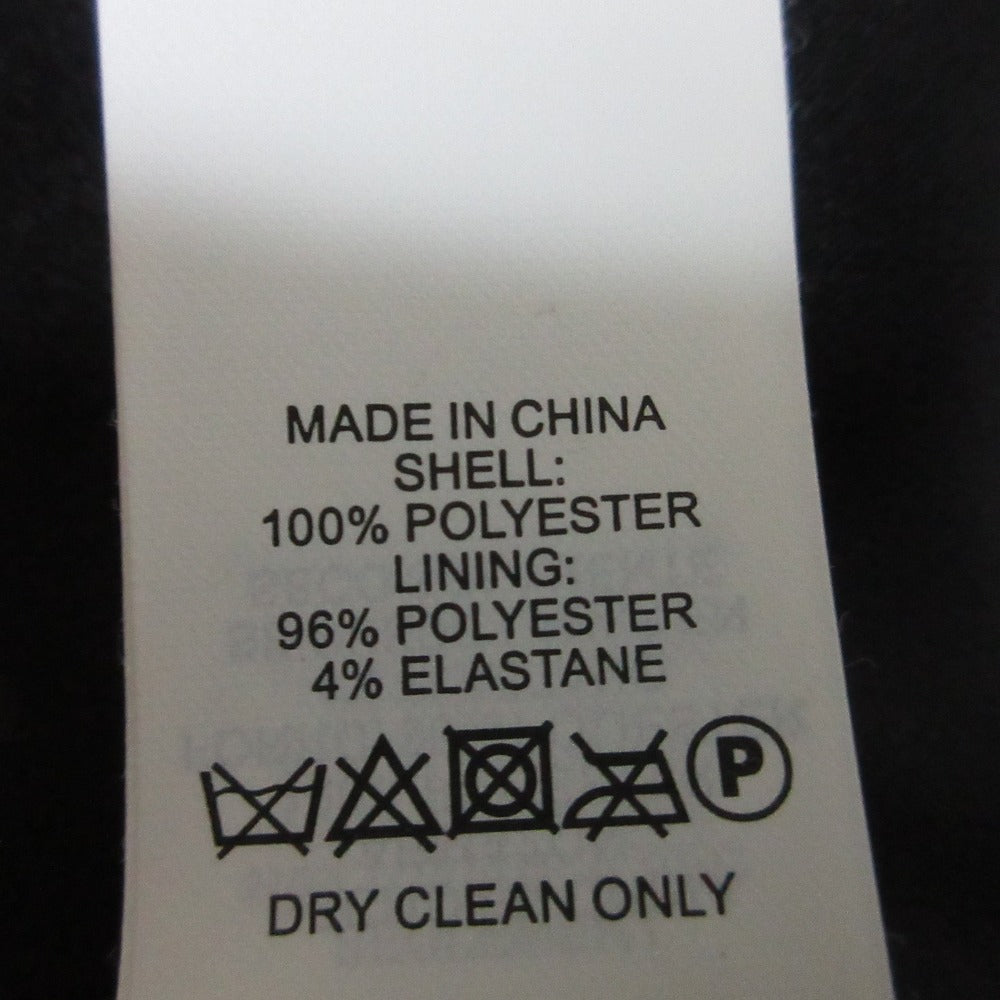 MADE IN CHINA
SHELL:
100% POLYESTER
LINING:
96% POLYESTER
4% ELASTANE
P
DRY CLEAN ONLY